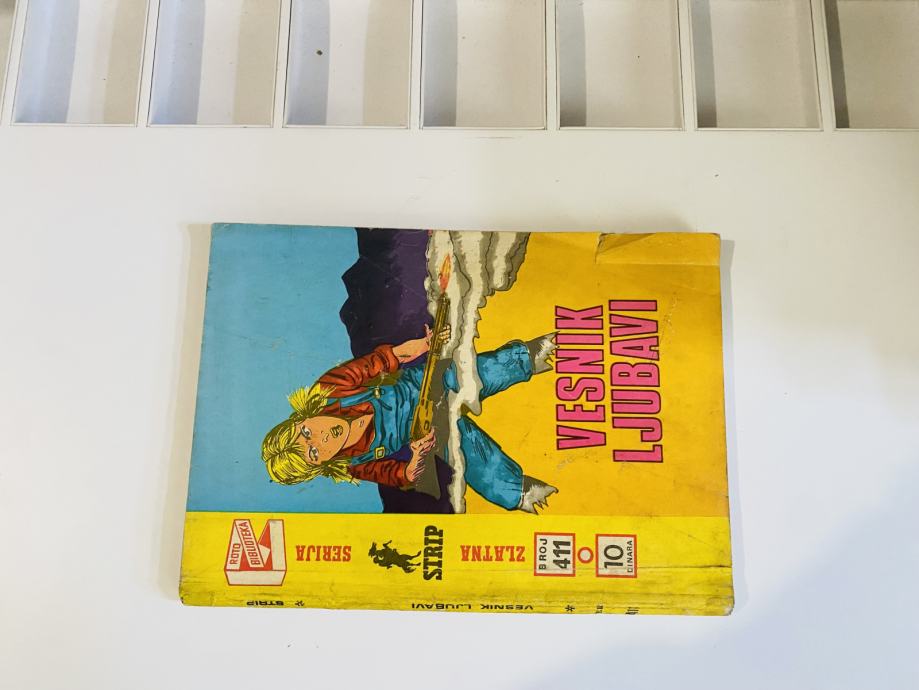 ROTO
BIBLIOTEKA
ZLATNA
STRIP
SERIJA
BROJ
411
10
DINARA
VESNIK
LJUBAVI
STRIP
VESNIK LJUBAVI